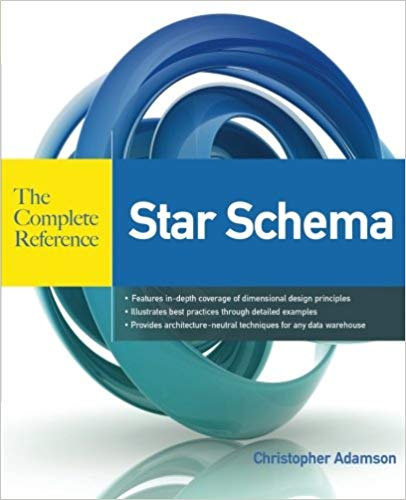 The
Complete
Reference
Star Schema
• Features in-depth coverage of dimensional design principles
• Illustrates best practices through detailed examples
• Provides architecture-neutral techniques for any data warehouse
Christopher Adamson